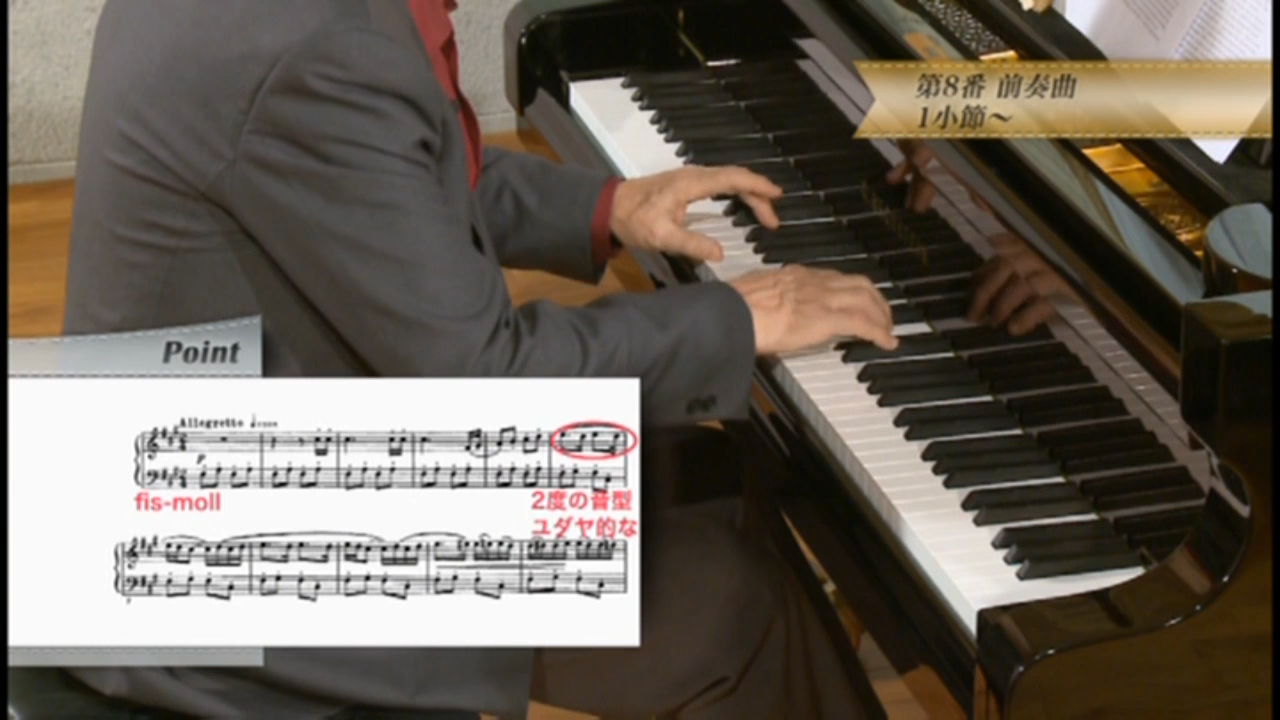 第8番 前奏曲
1小節〜
Point
Allegretto
p
fis-moll
2度の音型
ユダヤ的な